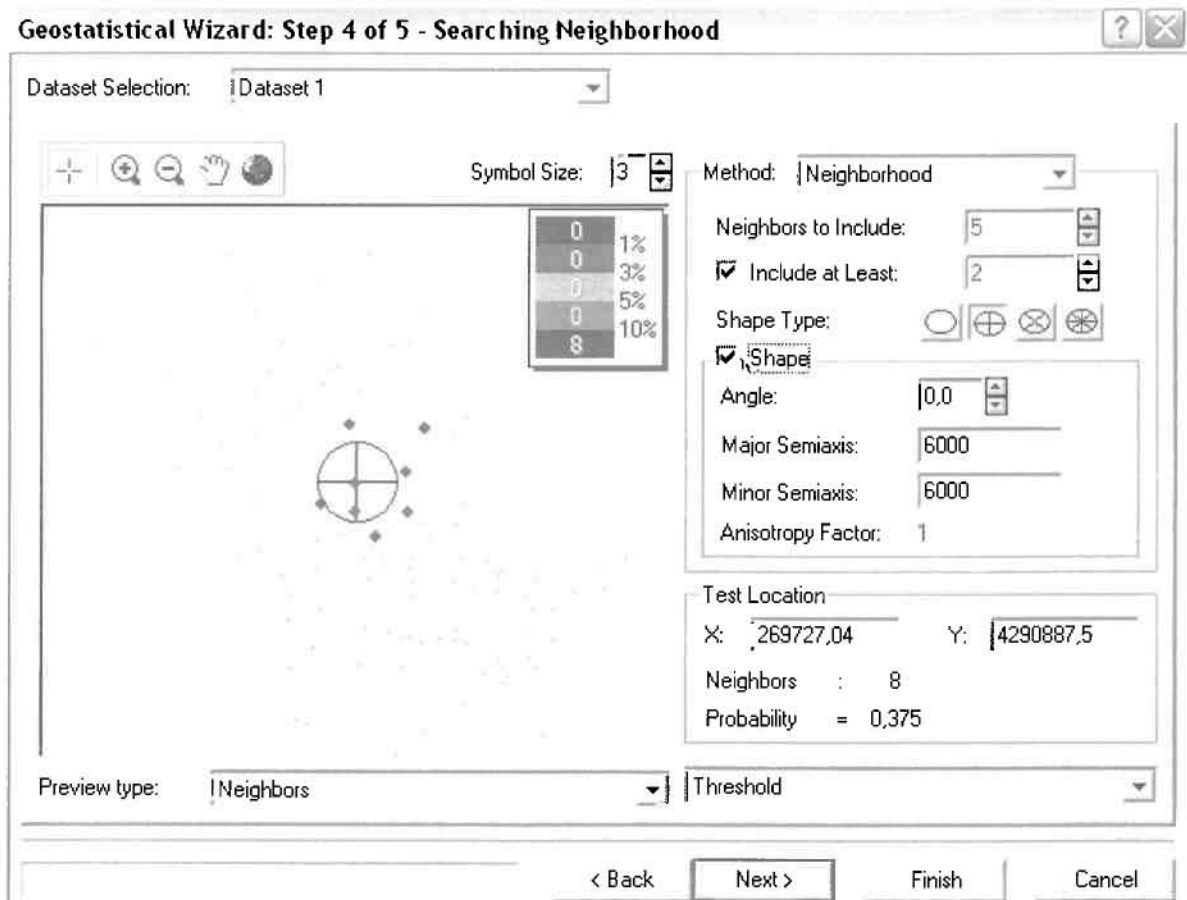 Geostatistical Wizard: Step 4 of 5 - Searching Neighborhood
Dataset Selection: Dataset 1
Symbol Size: 3
0
0
0
0
8
1%
3%
5%
10%
Method: Neighborhood
Neighbors to Include: 5
Include at Least: 2
Shape Type:
Shape
Angle: 0,0
Major Semiaxis: 6000
Minor Semiaxis: 6000
Anisotropy Factor: 1
Test Location
X: 269727,04 Y: 4290887,5
Neighbors : 8
Probability = 0,375
Preview type: Neighbors
Threshold
< Back Next > Finish Cancel